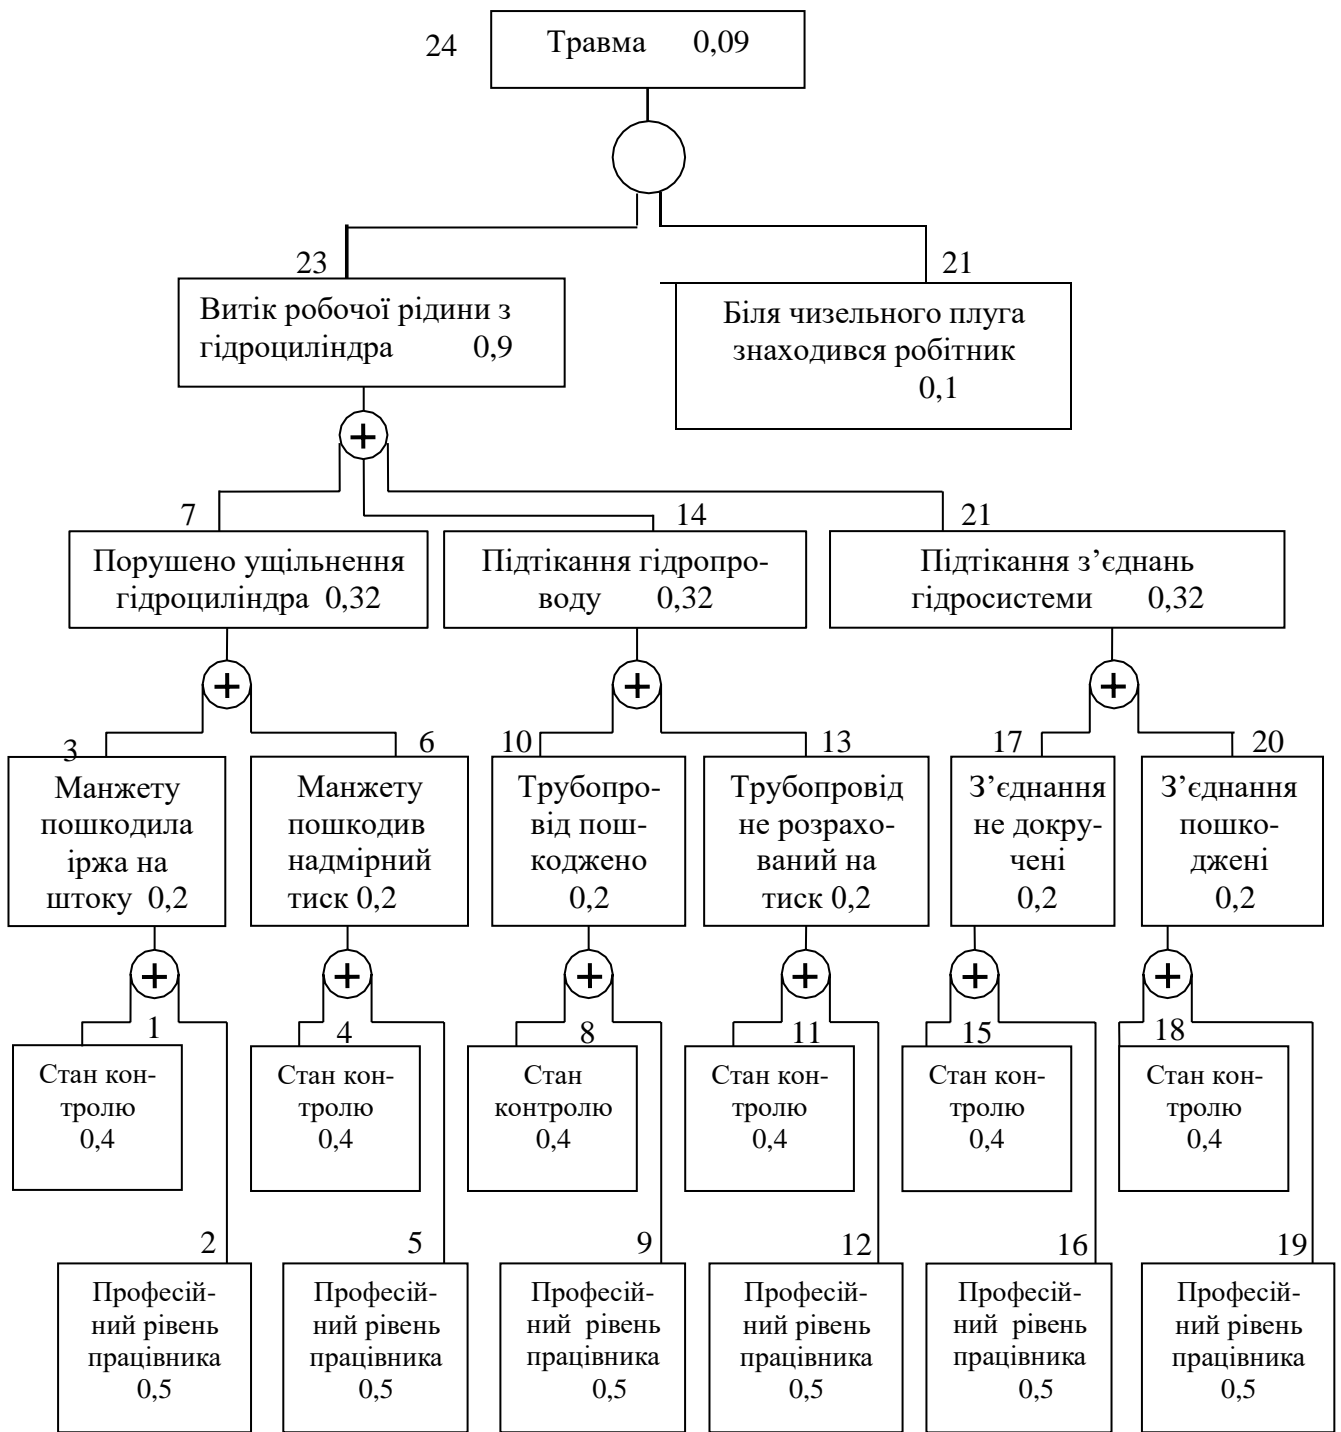 24
Травма 0,09
23
Витік робочої рідини з
гідроциліндра 0,9
21
Біля чизельного плуга
знаходився робітник
0,1
+
7
Порушено ущільнення
гідроциліндра 0,32
14
Підтікання гідропро-
воду 0,32
21
Підтікання з’єднань
гідросистеми 0,32
+
+
+
3
Манжету
пошкодила
іржа на
штоку 0,2
6
Манжету
пошкодив
надмірний
тиск 0,2
10
Трубопро-
від пош-
коджено
0,2
13
Трубопровід
не розрахо-
ваний на
тиск 0,2
17
З’єднання
не докру-
чені
0,2
20
З’єднання
пошко-
джені
0,2
+
+
+
+
+
+
1
Стан кон-
тролю
0,4
4
Стан кон-
тролю
0,4
8
Стан
контролю
0,4
11
Стан кон-
тролю
0,4
15
Стан кон-
тролю
0,4
18
Стан кон-
тролю
0,4
2
Професій-
ний рівень
працівника
0,5
5
Професій-
ний рівень
працівника
0,5
9
Професій-
ний рівень
працівника
0,5
12
Професій-
ний рівень
працівника
0,5
16
Професій-
ний рівень
працівника
0,5
19
Професій-
ний рівень
працівника
0,5